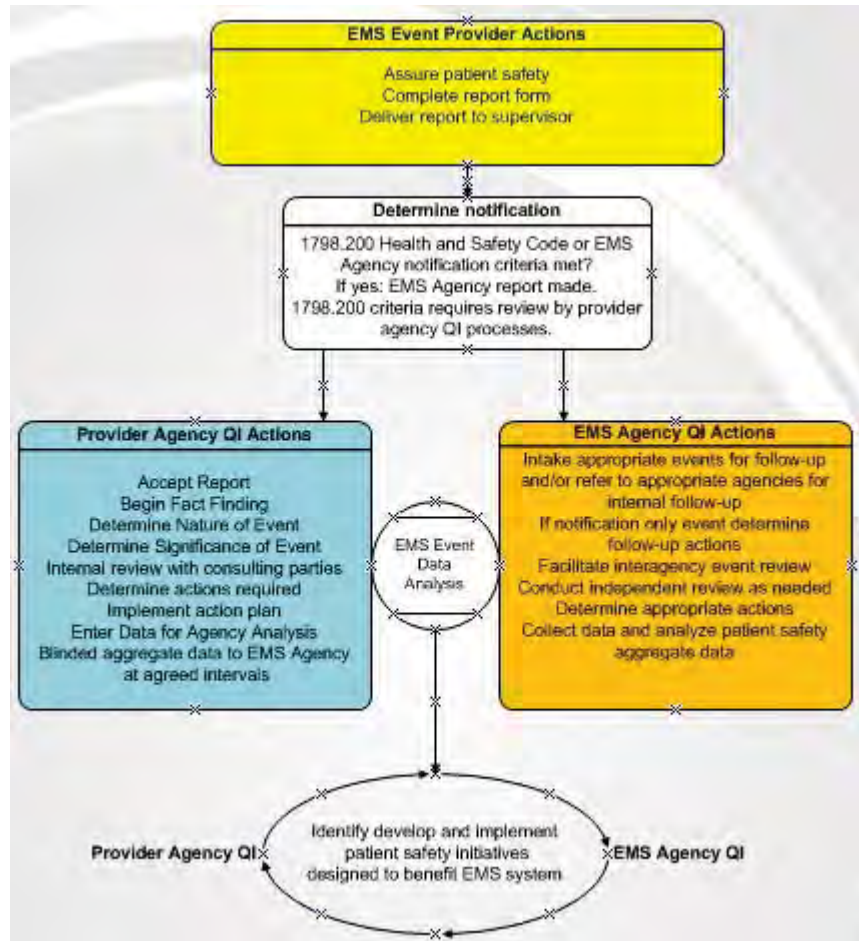 EMS Event Provider Actions
Assure patient safety
Complete report form
Deliver report to supervisor
Determine notification
1798.200 Health and Safety Code or EMS
Agency notification criteria met?
If yes: EMS Agency report made.
1798.200 criteria requires review by provider
agency QI processes.
Provider Agency QI Actions
Accept Report
Begin Fact Finding
Determine Nature of Event
Determine Significance of Event
Internal review with consulting parties
Determine actions required
Implement action plan
Enter Data for Agency Analysis
Blinded aggregate data to EMS Agency
at agreed intervals
EMS Event
Data
Analysis
EMS Agency QI Actions
Intake appropriate events for follow-up
and/or refer to appropriate agencies for
internal follow-up
If notification only event determine
follow-up actions
Facilitate interagency event review
Conduct independent review as needed
Determine appropriate actions
Collect data and analyze patient safety
aggregate data
Provider Agency QI
Identify develop and implement
patient safety initiatives
designed to benefit EMS system
EMS Agency QI